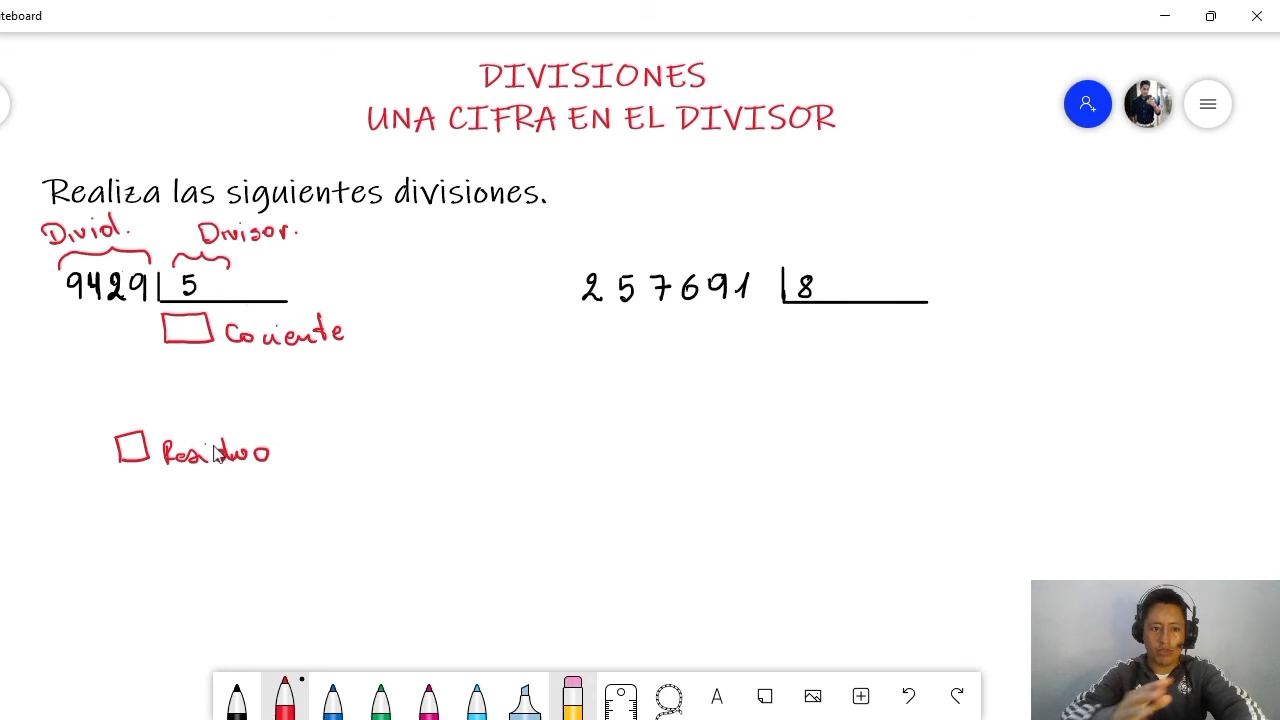 teboard
DIVISIONES
UNA CIFRA EN EL DIVISOR
Realiza las siguientes divisiones.
Divid. Divisor.
9429 5
257691 8
Cociente
Residuo
A